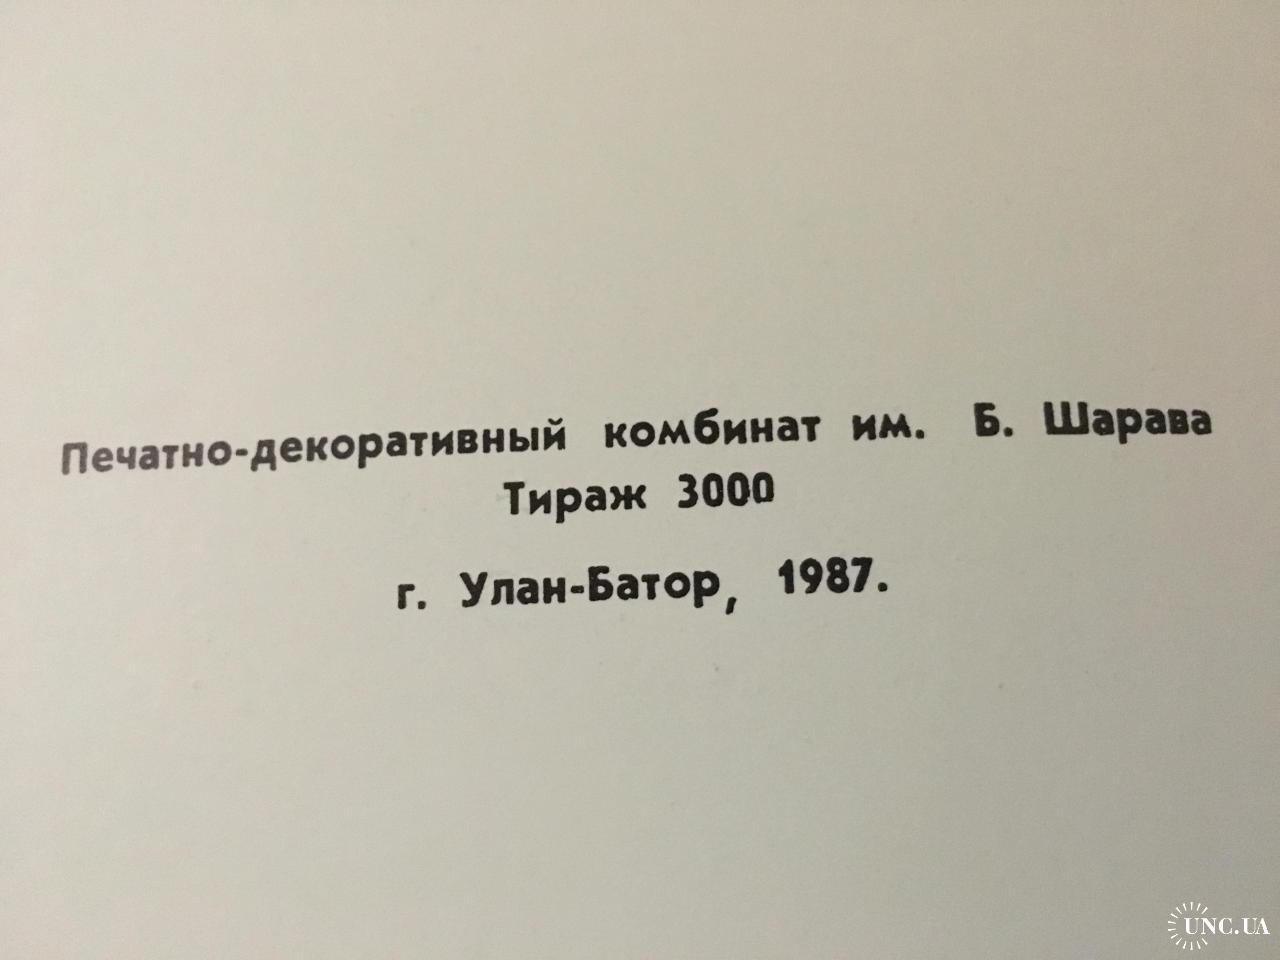 Печатно-декоративный комбинат им. Б. Шарава
Тираж 3000
г. Улан-Батор, 1987.
UNC.UA